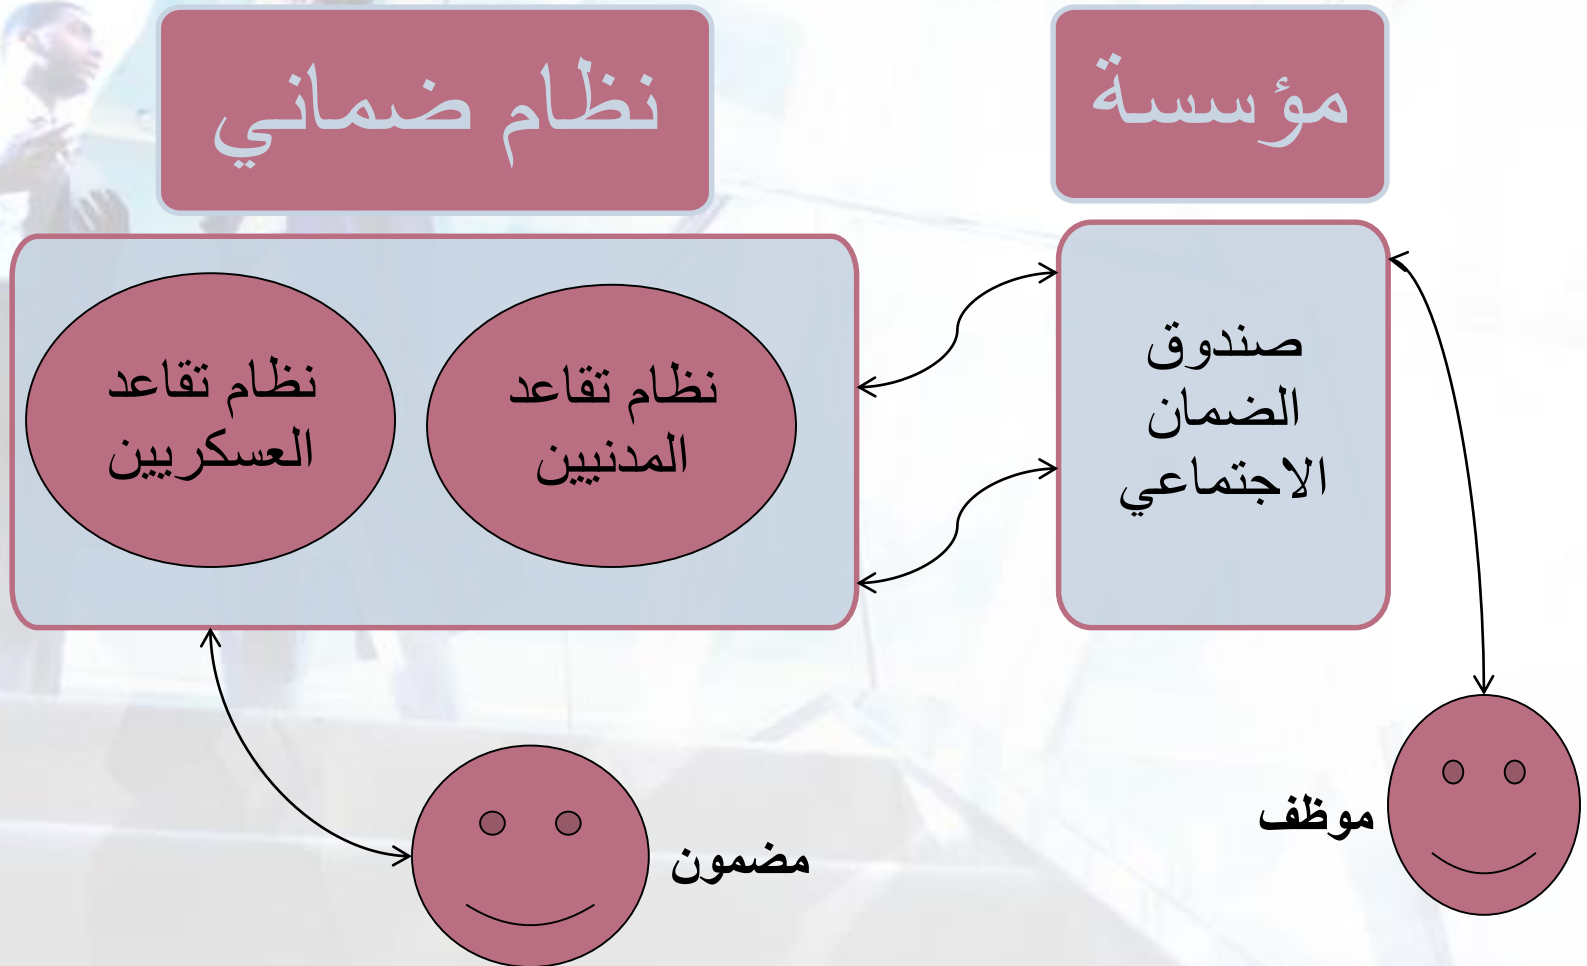 مؤسسة
نظام ضماني
صندوق
الضمان
الاجتماعي
نظام تقاعد
المدنيين
نظام تقاعد
العسكريين
موظف
مضمون